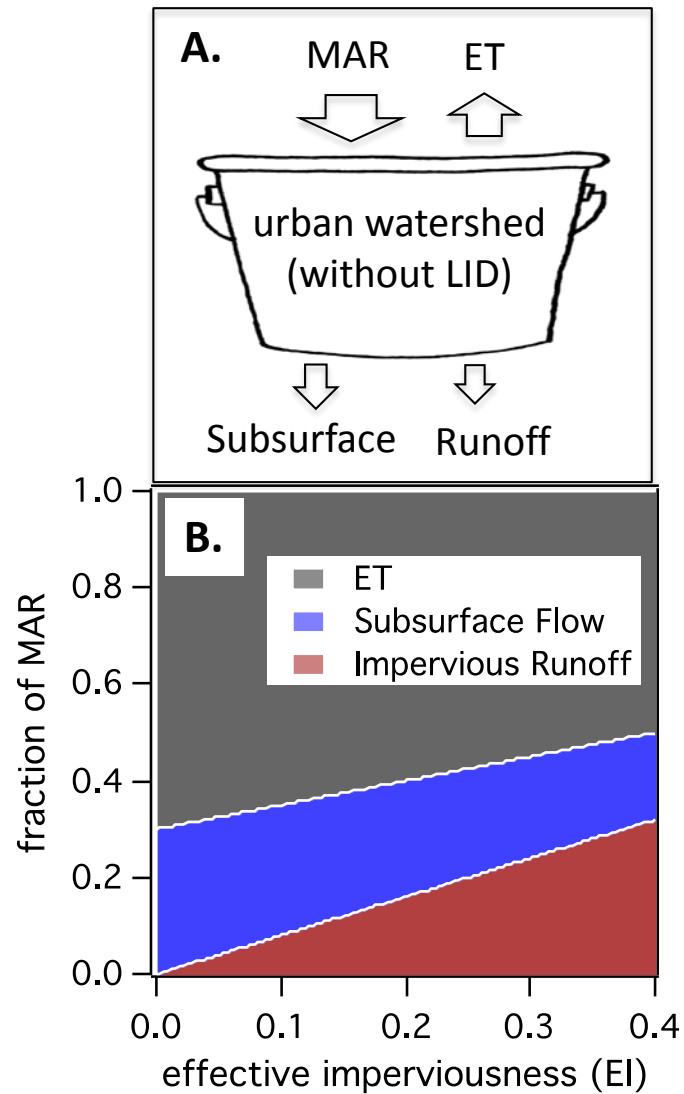 A.
MAR ET
urban watershed
(without LID)
Subsurface Runoff
B.
ET
Subsurface Flow
Impervious Runoff
fraction of MAR
1.0
0.8
0.6
0.4
0.2
0.0
0.0 0.1 0.2 0.3 0.4
effective imperviousness (EI)